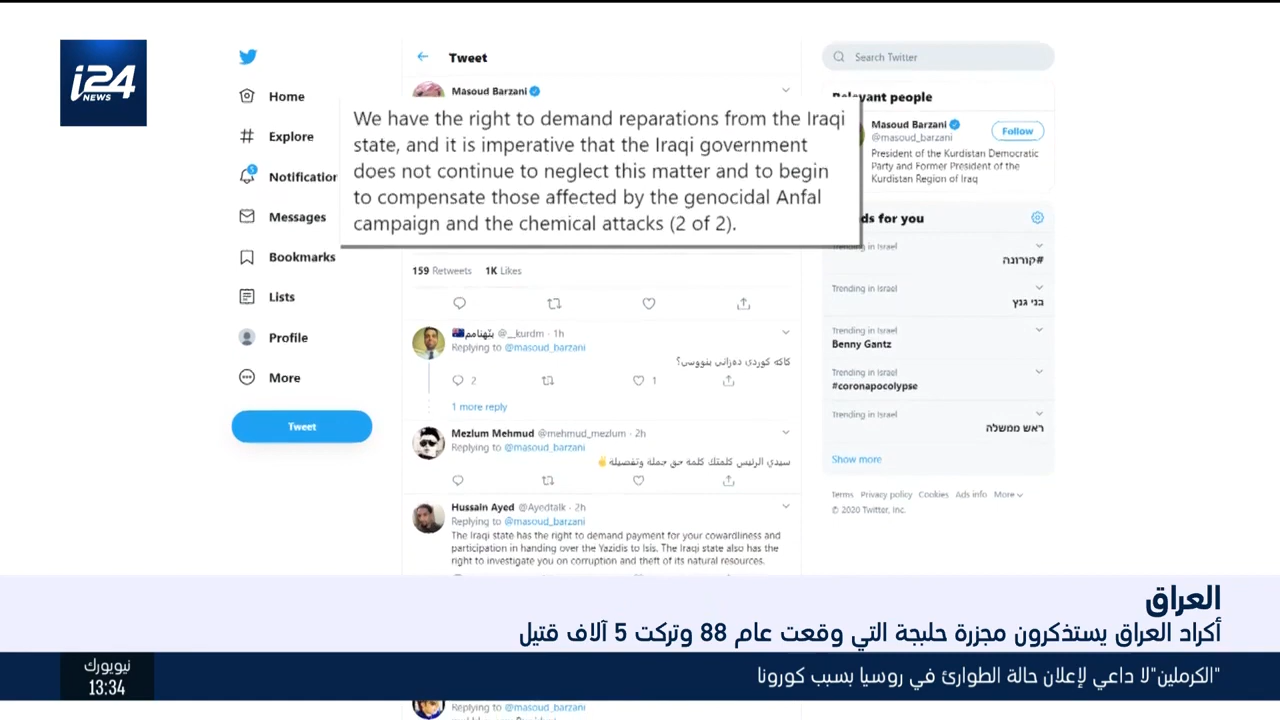 i24
NEWS
Home
Explore
Notification
Messages
Bookmarks
Lists
Profile
More
Tweet
Tweet
Masoud Barzani
We have the right to demand reparations from the Iraqi
state, and it is imperative that the Iraqi government
does not continue to neglect this matter and to begin
to compensate those affected by the genocidal Anfal
campaign and the chemical attacks (2 of 2).
159 Retweets 1K Likes
@__kurdm · 1h
Replying to @masoud_barzani
کاکە کوردی دەزانی بنووسی؟
2 1
1 more reply
Mezlum Mehmud @mehmud_mezlum · 2h
Replying to @masoud_barzani
سيدي الرئيس كلمتك كلمة حق جملة وتفصيلة✌
Hussain Ayed @Ayedtalk · 2h
Replying to @masoud_barzani
The Iraqi state has the right to demand payment for your cowardliness and
participation in handing over the Yazidis to Isis. The Iraqi state also has the
right to investigate you on corruption and theft of its natural resources.
Replying to @masoud_barzani
Search Twitter
Relevant people
Masoud Barzani
@masoud_barzani
Follow
President of the Kurdistan Democratic
Party and Former President of the
Kurdistan Region of Iraq
ds for you
Trending in Israel
#קורונה
Trending in Israel
בני גנץ
Trending in Israel
Benny Gantz
Trending in Israel
#coronapocolypse
Trending in Israel
ראש ממשלה
Show more
Terms Privacy policy Cookies Ads info More
© 2020 Twitter, Inc.
العراق
أكراد العراق يستذكرون مجزرة حلبجة التي وقعت عام 88 وتركت 5 آلاف قتيل
"الكرملين"لا داعي لإعلان حالة الطوارئ في روسيا بسبب كورونا
نيويورك
13:34